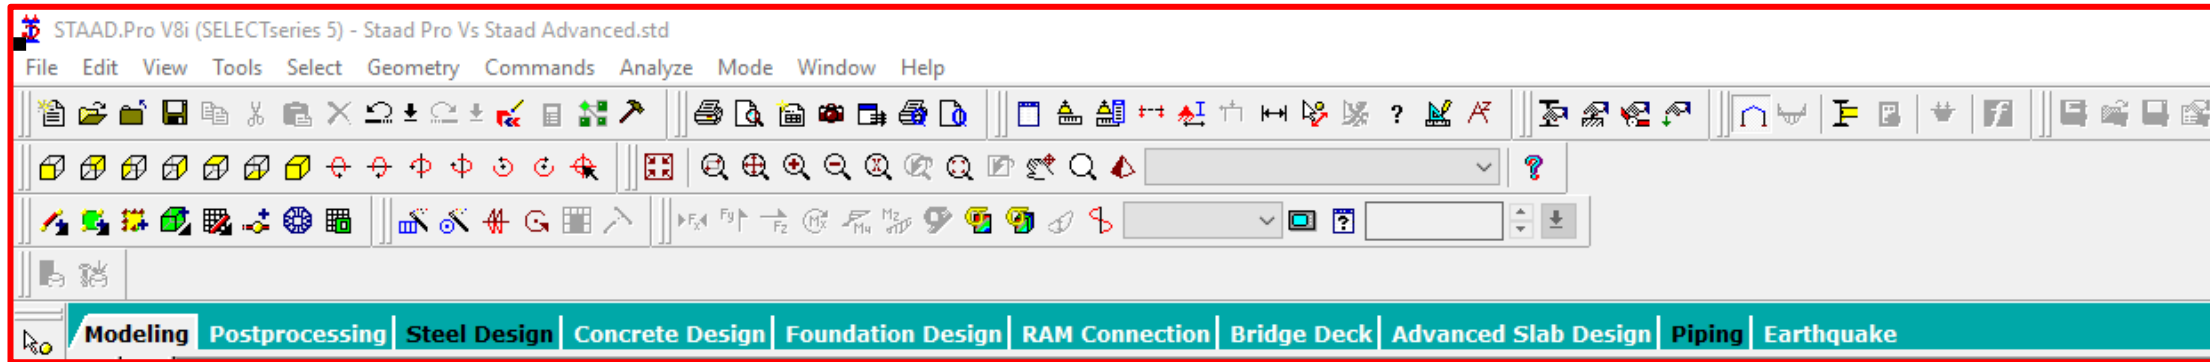 STAAD.Pro V8i (SELECTseries 5) - Staad Pro Vs Staad Advanced.std
File Edit View Tools Select Geometry Commands Analyze Mode Window Help
Modeling Postprocessing Steel Design Concrete Design Foundation Design RAM Connection Bridge Deck Advanced Slab Design Piping Earthquake